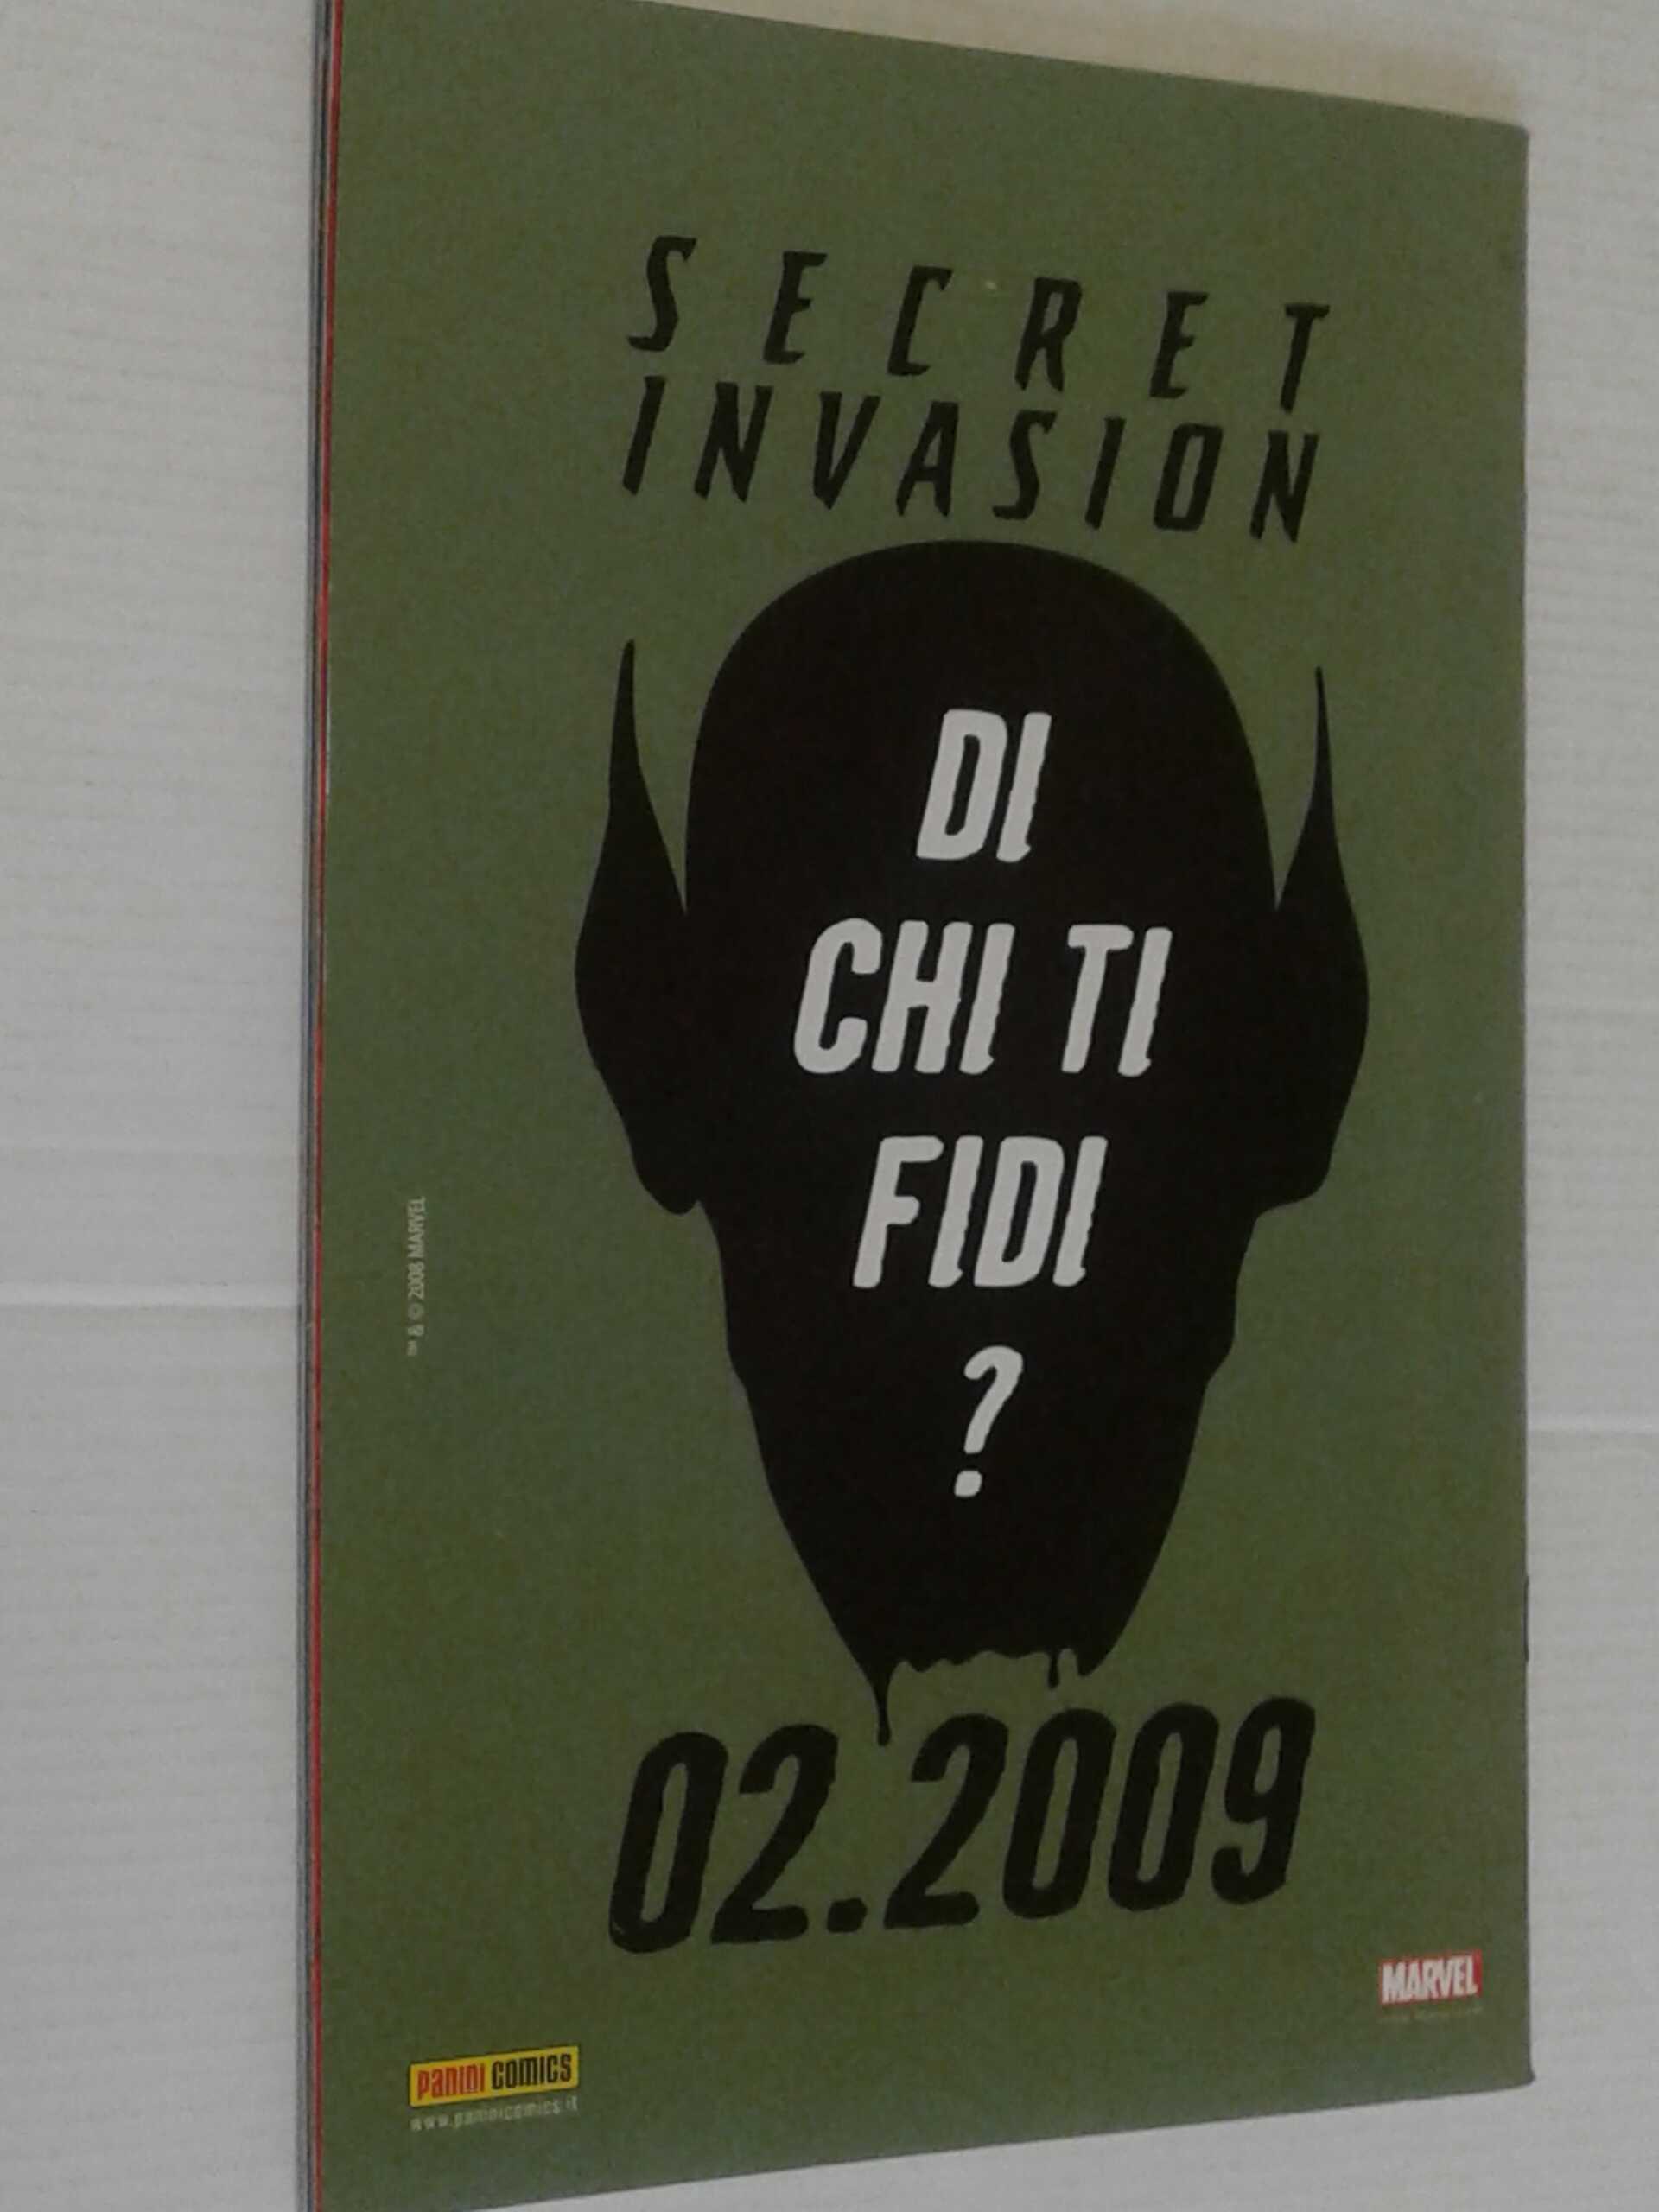 SECRET
INVASION
DI
CHI TI
FIDI
?
™ & © 2008 MARVEL
02.2009
MARVEL
PANINI COMICS
www.paninicomics.it